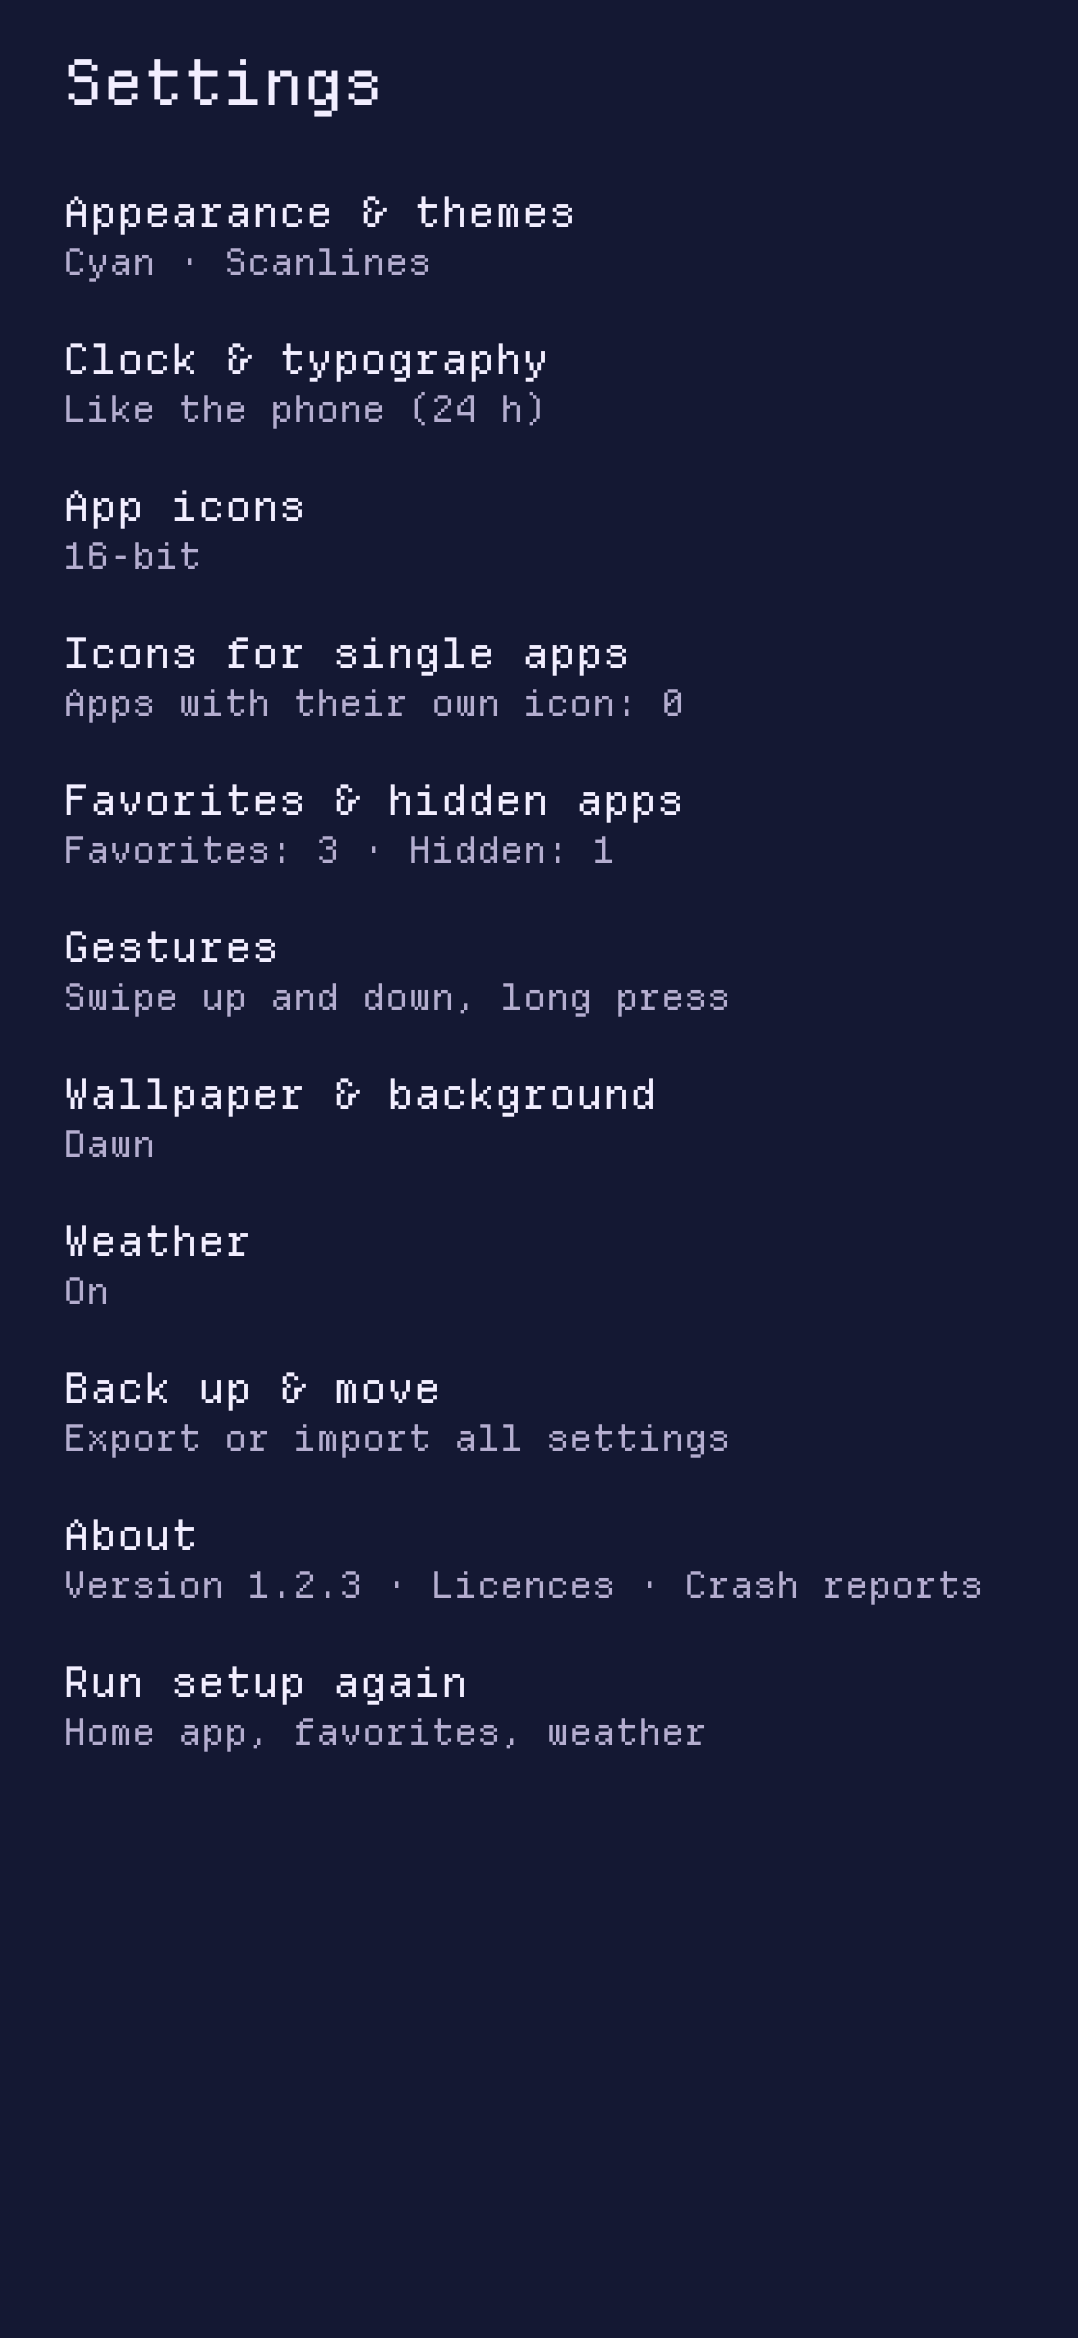 Settings
Appearance & themes
Cyan · Scanlines
Clock & typography
Like the phone (24 h)
App icons
16-bit
Icons for single apps
Apps with their own icon: 0
Favorites & hidden apps
Favorites: 3 · Hidden: 1
Gestures
Swipe up and down, long press
Wallpaper & background
Dawn
Weather
On
Back up & move
Export or import all settings
About
Version 1.2.3 · Licences · Crash reports
Run setup again
Home app, favorites, weather